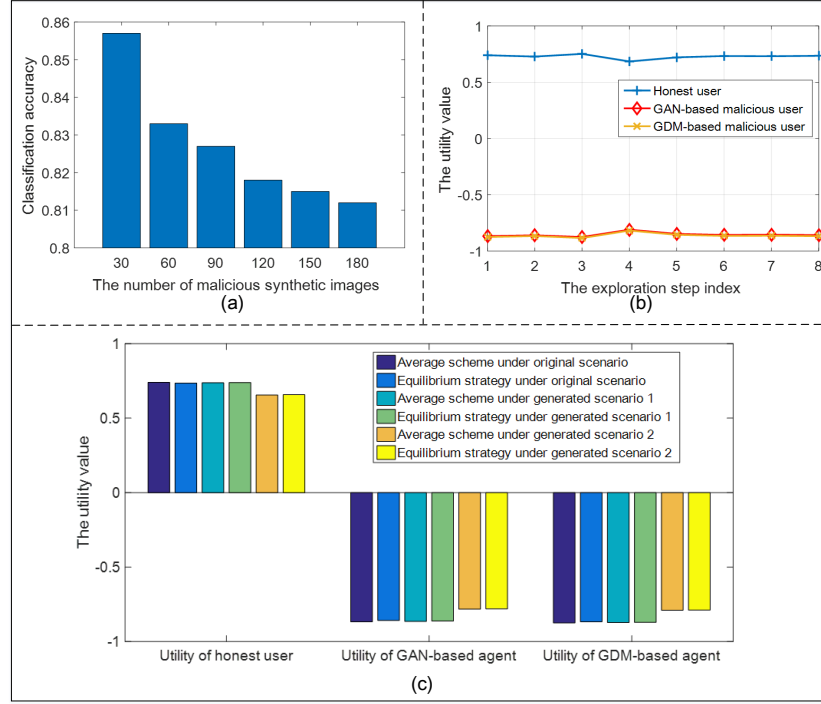 0.86
0.85
0.84
0.83
0.82
0.81
0.8
Classification accuracy
30 60 90 120 150 180
The number of malicious synthetic images
(a)
1
0.5
0
-0.5
-1
The utility value
Honest user
GAN-based malicious user
GDM-based malicious user
1 2 3 4 5 6 7 8
The exploration step index
(b)
1
0.5
0
-0.5
-1
The utility value
Average scheme under original scenario
Equilibrium strategy under original scenario
Average scheme under generated scenario 1
Equilibrium strategy under generated scenario 1
Average scheme under generated scenario 2
Equilibrium strategy under generated scenario 2
Utility of honest user Utility of GAN-based agent Utility of GDM-based agent
(c)